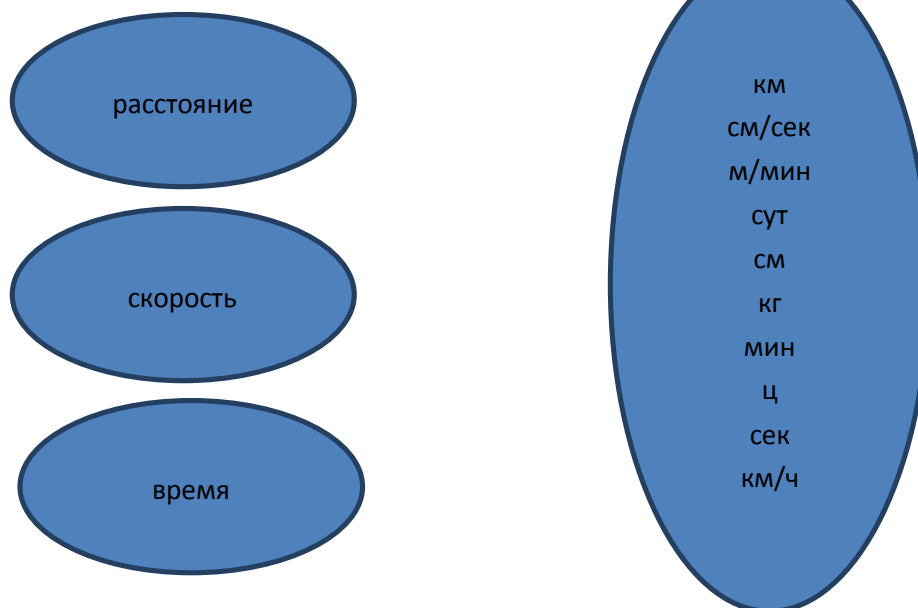 расстояние
скорость
время
км
см/сек
м/мин
сут
см
кг
мин
ц
сек
км/ч